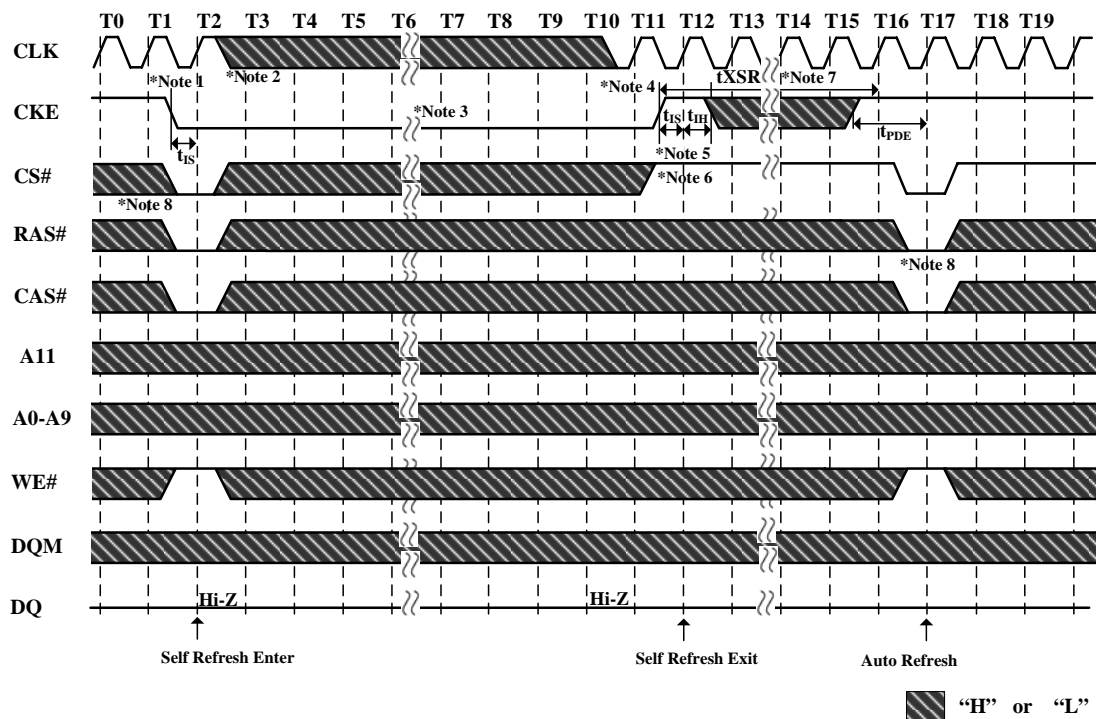 T0 T1 T2 T3 T4 T5 T6 T7 T8 T9 T10 T11 T12 T13 T14 T15 T16 T17 T18 T19
CLK
*Note 1 *Note 2 *Note 4 tXSR *Note 7
CKE
*Note 3
tIS tIS tIH tPDE
*Note 5
CS#
*Note 6
*Note 8
RAS#
*Note 8
CAS#
A11
A0-A9
WE#
DQM
Hi-Z Hi-Z
DQ
Self Refresh Enter Self Refresh Exit Auto Refresh
“H” or “L”